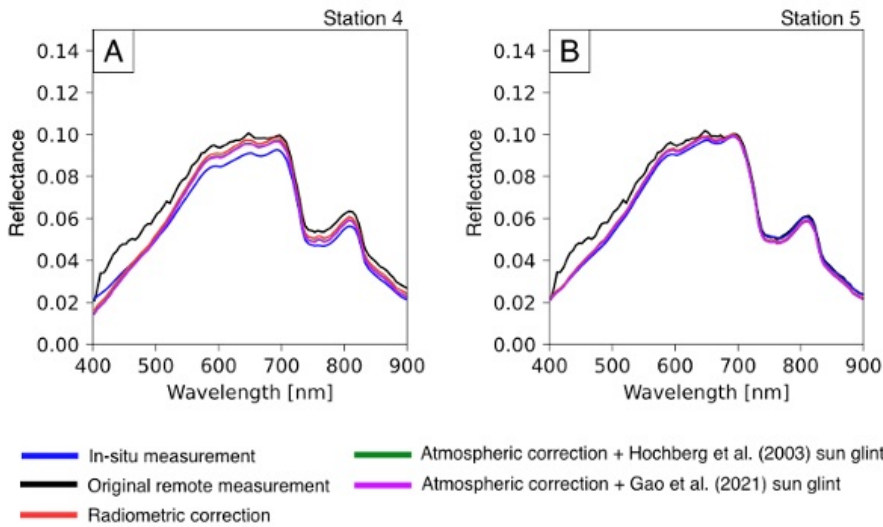 Station 4
A
0.14
0.12
0.10
0.08
0.06
0.04
0.02
0.00
Reflectance
400 500 600 700 800 900
Wavelength [nm]
Station 5
B
0.14
0.12
0.10
0.08
0.06
0.04
0.02
0.00
Reflectance
400 500 600 700 800 900
Wavelength [nm]
In-situ measurement
Original remote measurement
Radiometric correction
Atmospheric correction + Hochberg et al. (2003) sun glint
Atmospheric correction + Gao et al. (2021) sun glint